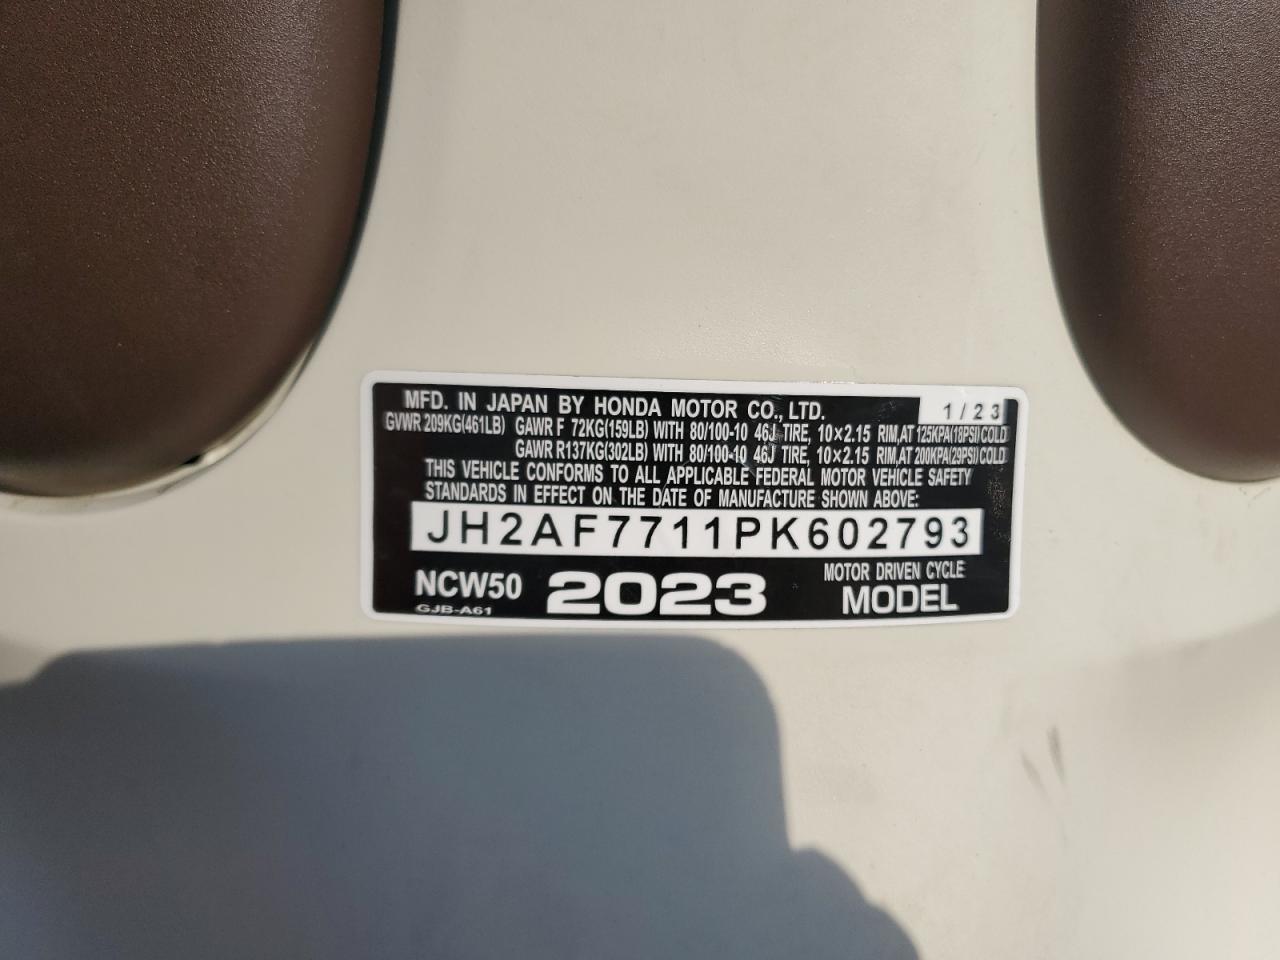 MFD. IN JAPAN BY HONDA MOTOR CO., LTD. 1/23
GVWR 209KG(461LB) GAWR F 72KG(159LB) WITH 80/100-10 46J TIRE, 10×2.15 RIM,AT 125KPA(18PSI)COLD
GAWR R137KG(302LB) WITH 80/100-10 46J TIRE, 10×2.15 RIM,AT 200KPA(29PSI)COLD
THIS VEHICLE CONFORMS TO ALL APPLICABLE FEDERAL MOTOR VEHICLE SAFETY
STANDARDS IN EFFECT ON THE DATE OF MANUFACTURE SHOWN ABOVE:
JH2AF7711PK602793
NCW50 2023 MOTOR DRIVEN CYCLE
GJB-A61 MODEL